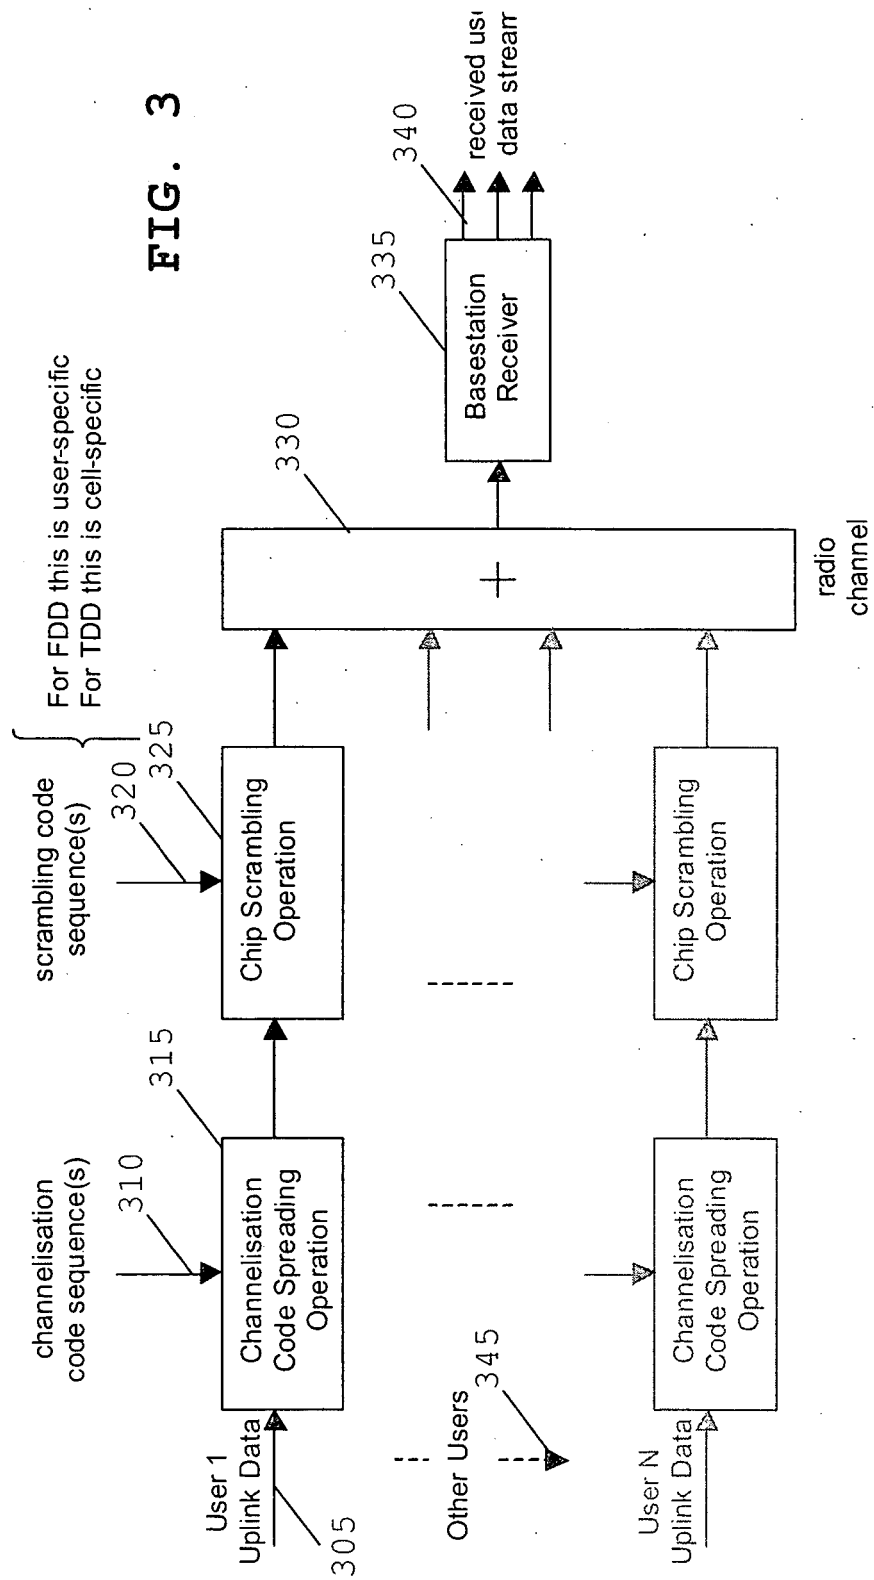 FIG. 3
For FDD this is user-specific
For TDD this is cell-specific
channelisation
code sequence(s)
310
315
scrambling code
sequence(s)
320
325
330
335
340
User 1
Uplink Data
305
Channelisation
Code Spreading
Operation
Chip Scrambling
Operation
+
Basestation
Receiver
received use
data stream
Other Users
345
User N
Uplink Data
Channelisation
Code Spreading
Operation
Chip Scrambling
Operation
radio
channel